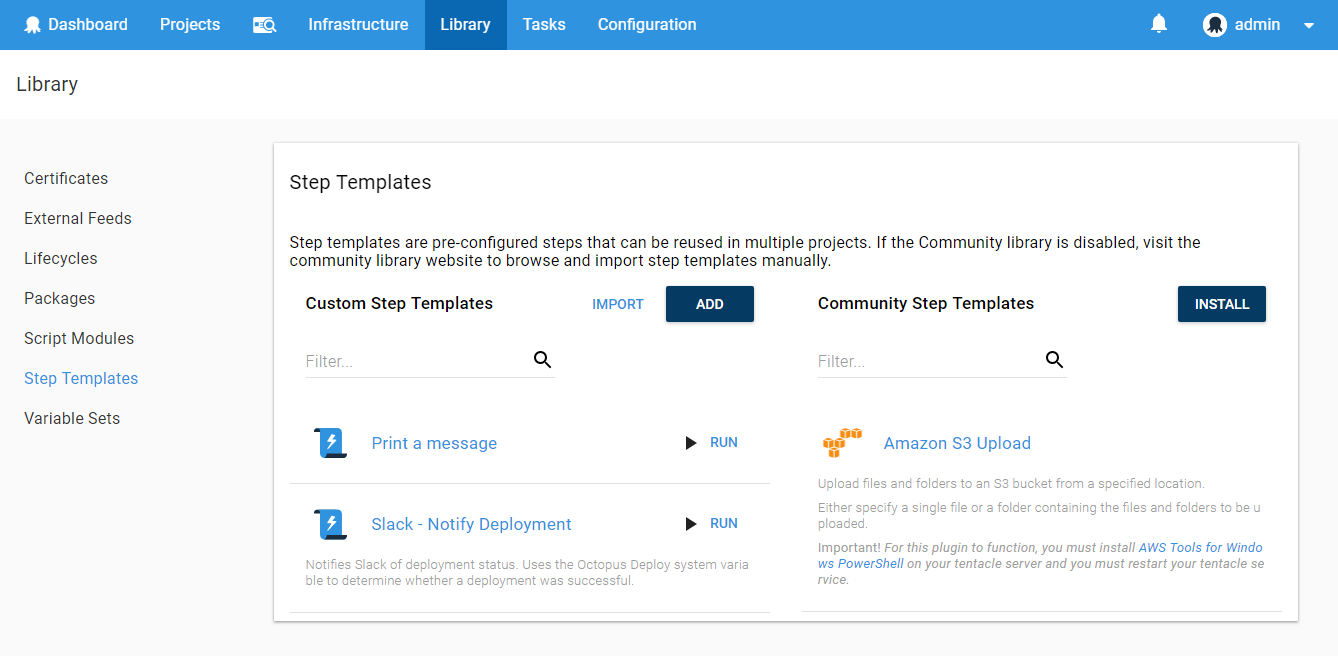 Dashboard Projects Infrastructure Library Tasks Configuration admin
Library
Certificates
External Feeds
Lifecycles
Packages
Script Modules
Step Templates
Variable Sets
Step Templates
Step templates are pre-configured steps that can be reused in multiple projects. If the Community library is disabled, visit the
community library website to browse and import step templates manually.
Custom Step Templates IMPORT ADD
Filter...
Print a message RUN
Slack - Notify Deployment RUN
Notifies Slack of deployment status. Uses the Octopus Deploy system varia
ble to determine whether a deployment was successful.
Community Step Templates INSTALL
Filter...
Amazon S3 Upload
Upload files and folders to an S3 bucket from a specified location.
Either specify a single file or a folder containing the files and folders to be u
ploaded.
Important! For this plugin to function, you must install AWS Tools for Windo
ws PowerShell on your tentacle server and you must restart your tentacle se
rvice.